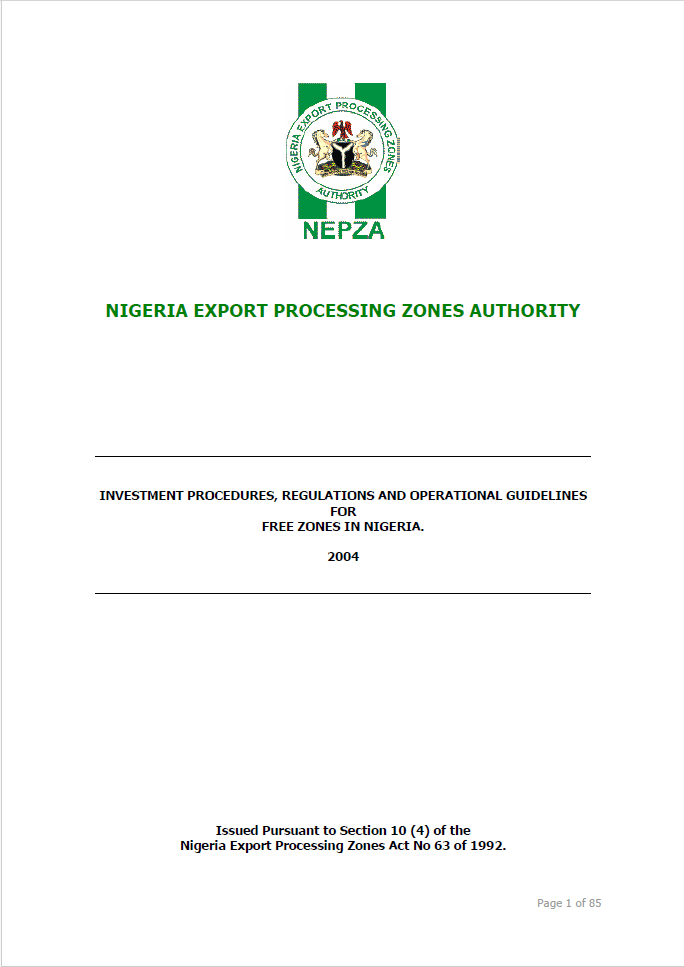 NIGERIA EXPORT PROCESSING ZONES
AUTHORITY
NEPZA
NIGERIA EXPORT PROCESSING ZONES AUTHORITY
INVESTMENT PROCEDURES, REGULATIONS AND OPERATIONAL GUIDELINES
FOR
FREE ZONES IN NIGERIA.
2004
Issued Pursuant to Section 10 (4) of the
Nigeria Export Processing Zones Act No 63 of 1992.
Page 1 of 85